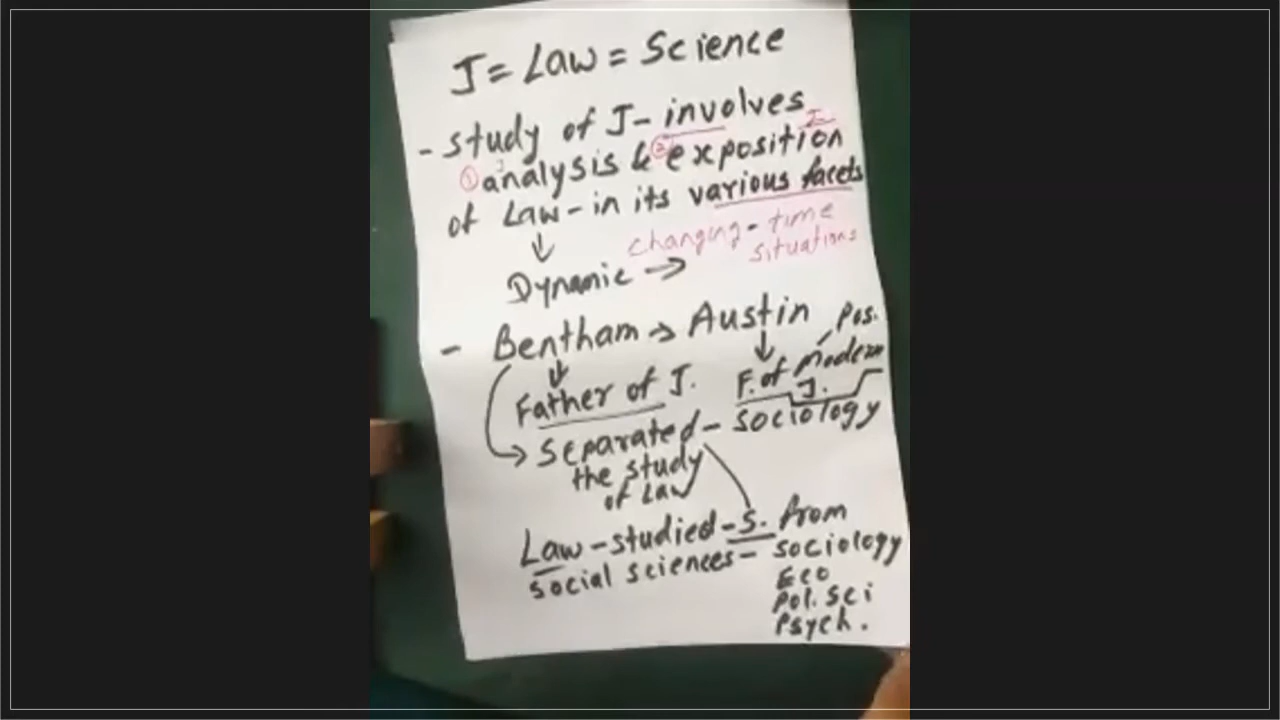 J = Law = Science
- study of J - involves
① analysis & ② exposition
of Law - in its various facets
changing - time
situations
↓
Dynamic →
- Bentham → Austin
Pos.
Father of J.
F. of Modern
J.
→ Separated - sociology
the study
of Law
Law - studied - S. from
social sciences - sociology
Eco
Pol. Sci
Psych.